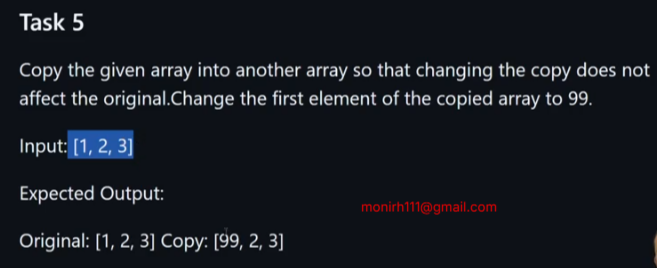 Task 5
Copy the given array into another array so that changing the copy does not
affect the original.Change the first element of the copied array to 99.
Input: [1, 2, 3]
Expected Output:
monirh111@gmail.com
Original: [1, 2, 3] Copy: [99, 2, 3]